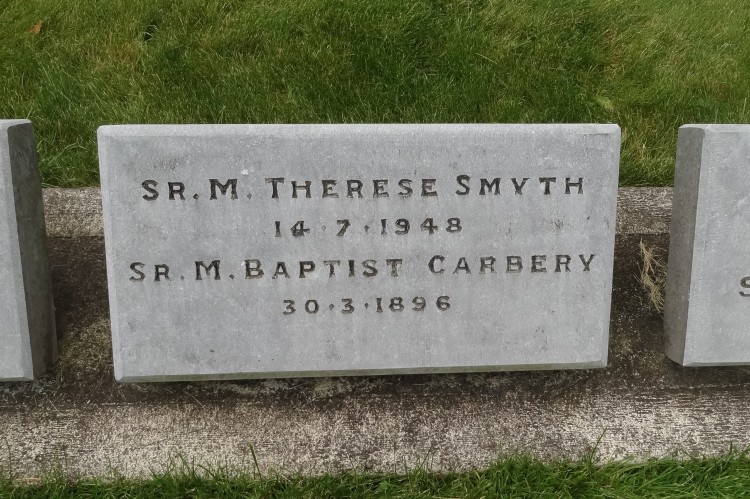 SR. M. THERESE SMYTH
14·7·1948
SR. M. BAPTIST CARBERY
30·3·1896
S